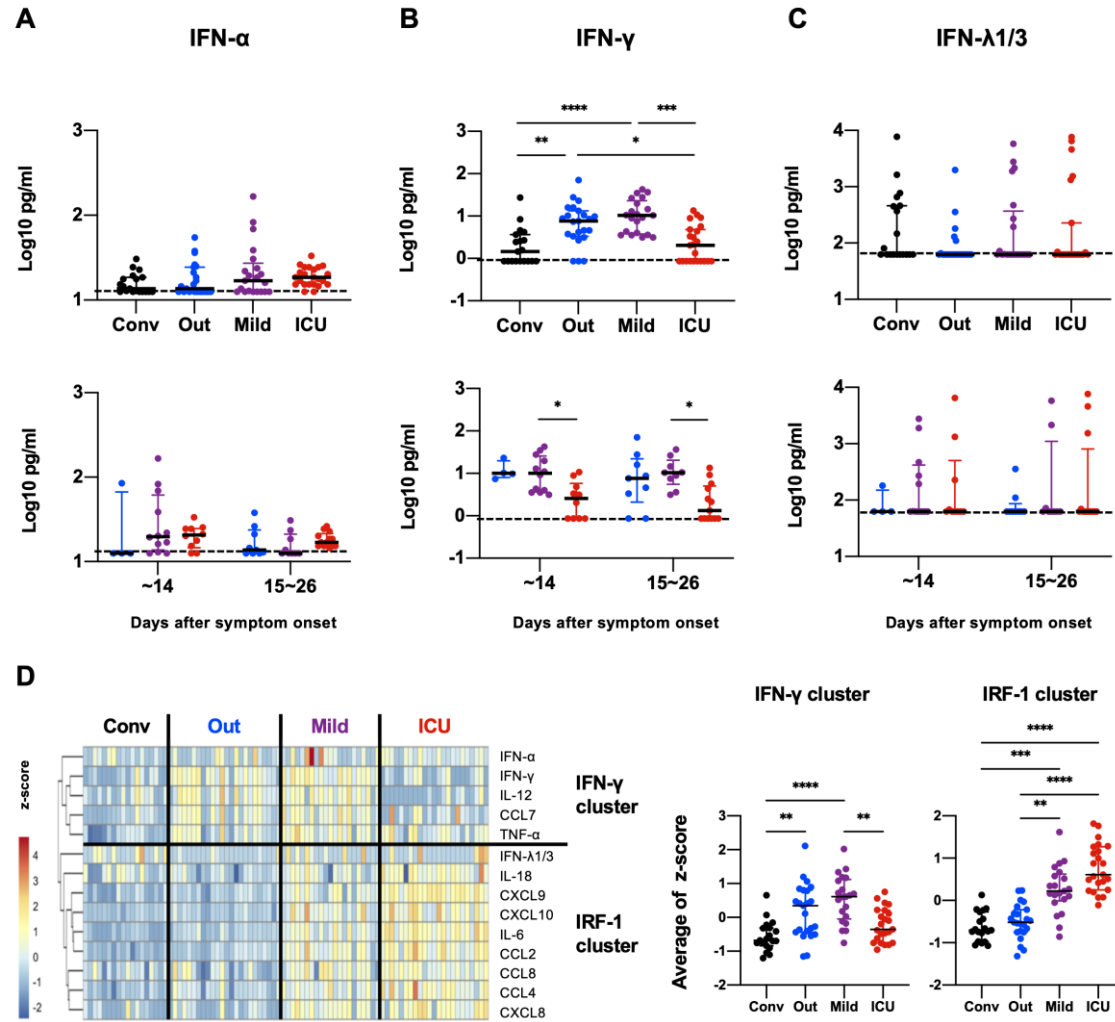 A
B
C
IFN-α
IFN-γ
IFN-λ1/3
Log10 pg/ml
3
2
1
Conv Out Mild ICU
Log10 pg/ml
**** ***
** *
3
2
1
0
-1
Conv Out Mild ICU
Log10 pg/ml
4
3
2
1
Conv Out Mild ICU
Log10 pg/ml
3
2
1
~14 15~26
Days after symptom onset
Log10 pg/ml
* *
3
2
1
0
-1
~14 15~26
Days after symptom onset
Log10 pg/ml
4
3
2
1
~14 15~26
Days after symptom onset
D
Conv Out Mild ICU
z-score
4
3
2
1
0
-1
-2
IFN-α
IFN-γ
IL-12
CCL7
TNF-α
IFN-λ1/3
IL-18
CXCL9
CXCL10
IL-6
CCL2
CCL8
CCL4
CXCL8
IFN-γ
cluster
IRF-1
cluster
IFN-γ cluster
Average of z-score
****
** **
3
2
1
0
-1
-2
Conv Out Mild ICU
IRF-1 cluster
****
***
****
**
2
1
0
-1
-2
Conv Out Mild ICU